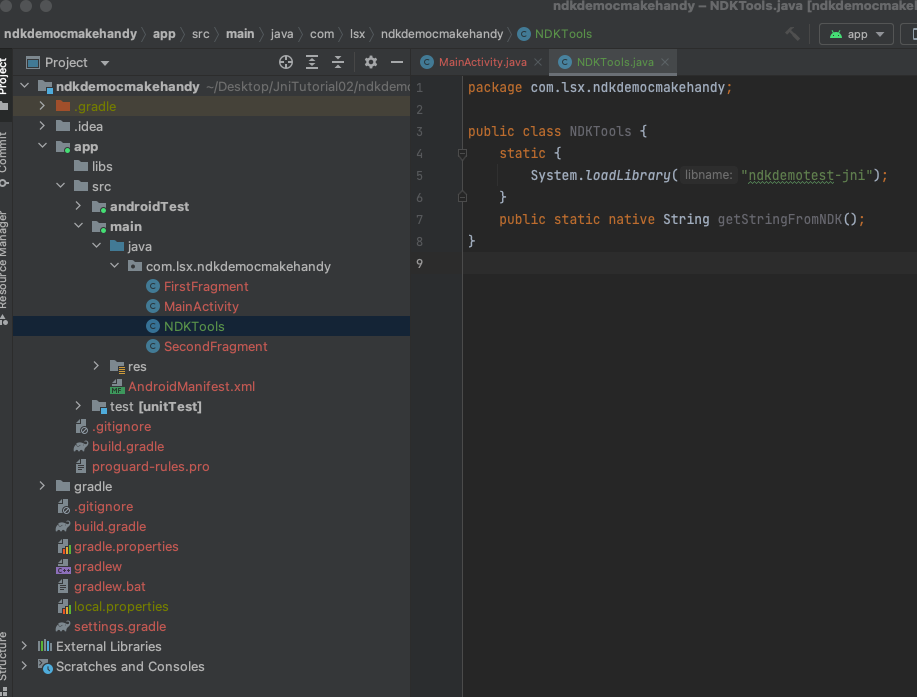 ndkdemocmakehandy – NDKTools.java [ndkdemocmakehand
ndkdemocmakehandy app src main java com lsx ndkdemocmakehandy NDKTools
app
Project
MainActivity.java
NDKTools.java
Project
Commit
Resource Manager
Structure
ndkdemocmakehandy ~/Desktop/JniTutorial02/ndkdemo
.gradle
.idea
app
libs
src
androidTest
main
java
com.lsx.ndkdemocmakehandy
FirstFragment
MainActivity
NDKTools
SecondFragment
res
AndroidManifest.xml
test [unitTest]
.gitignore
build.gradle
proguard-rules.pro
gradle
.gitignore
build.gradle
gradle.properties
gradlew
gradlew.bat
local.properties
settings.gradle
External Libraries
Scratches and Consoles
1 package com.lsx.ndkdemocmakehandy;
2
3 public class NDKTools {
4 static {
5 System.loadLibrary( libname: "ndkdemotest-jni");
6 }
7 public static native String getStringFromNDK();
8 }
9